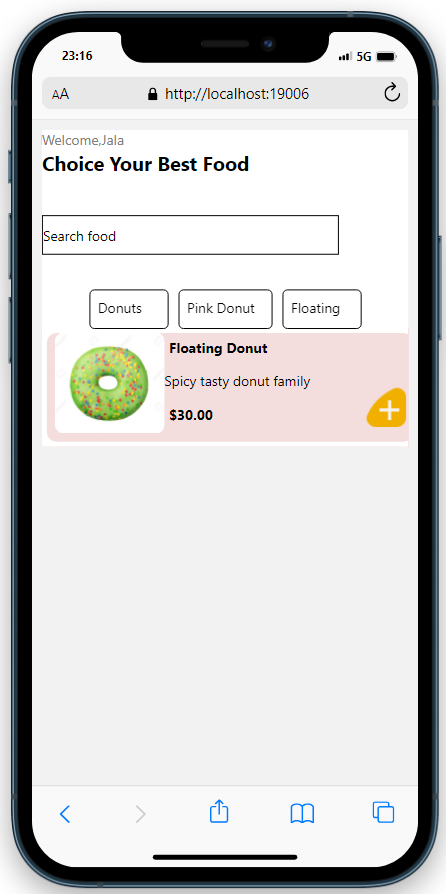 23:16
5G
AA
http://localhost:19006
Welcome,Jala
Choice Your Best Food
Search food
Donuts
Pink Donut
Floating
Floating Donut
Spicy tasty donut family
$30.00